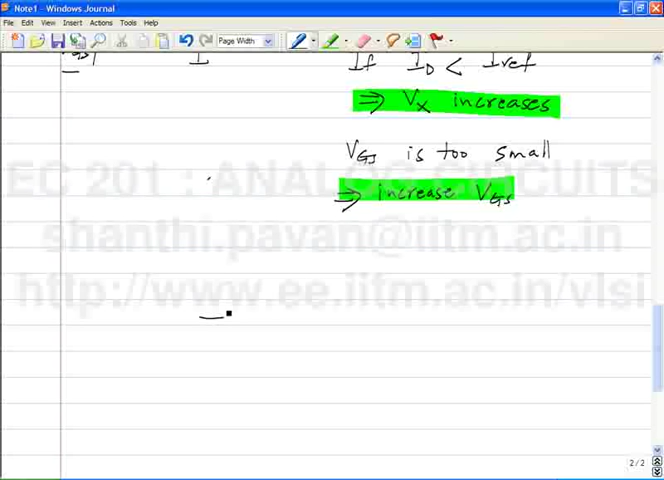 Note1 - Windows Journal
File Edit View Insert Actions Tools Help
Page Width
I
If I_D < Iref
⇒ V_X increases
V_GS is too small
⇒ increase V_GS
EC 201 : ANALOG CIRCUITS
shanthi.pavan@iitm.ac.in
http://www.ee.iitm.ac.in/vlsi
2/2